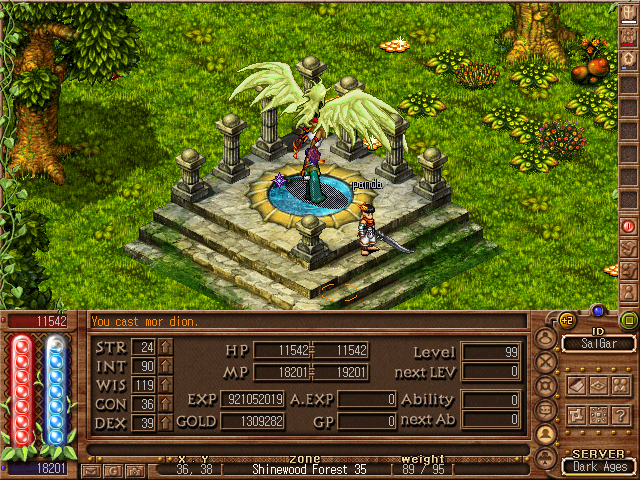 panda
11542
You cast mor dion.
+2
ID
SalGar
STR 24
INT 90
WIS 119
CON 36
DEX 39
HP 11542 11542
MP 18201 19201
EXP 921052019
A.EXP 0
GOLD 1309282
GP 0
Level 99
next LEV 0
Ability 0
next Ab 0
?
18201
G
x . y
zone
weight
36, 38
[ Shinewood Forest 35 ]
89 / 95 [
SERVER
Dark Ages